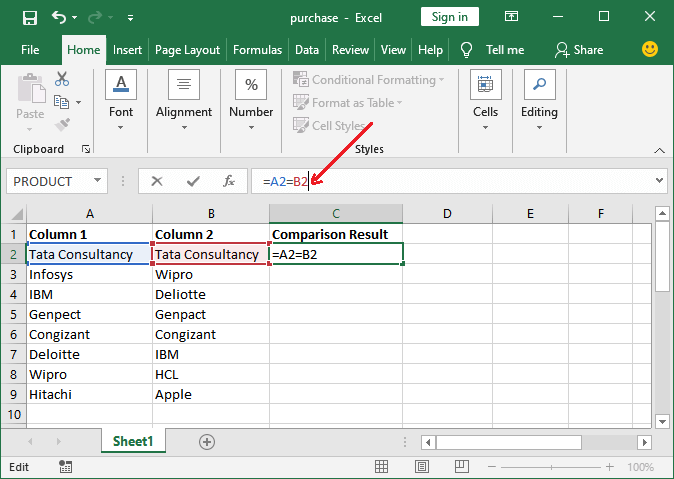 purchase - Excel Sign in
File Home Insert Page Layout Formulas Data Review View Help Tell me Share
Paste
Clipboard
Font
Alignment
%
Number
Conditional Formatting
Format as Table
Cell Styles
Styles
Cells
Editing
PRODUCT fx =A2=B2
A B C D E F
1 Column 1 Column 2 Comparison Result
2 Tata Consultancy Tata Consultancy =A2=B2
3 Infosys Wipro
4 IBM Deliotte
5 Genpect Genpact
6 Congizant Congizant
7 Deloitte IBM
8 Wipro HCL
9 Hitachi Apple
10
Sheet1
Edit 100%